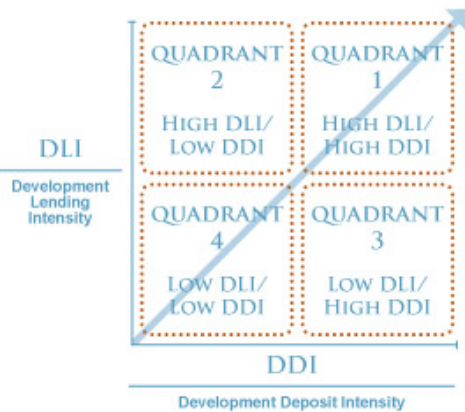 QUADRANT
2
HIGH DLI/
LOW DDI
QUADRANT
1
HIGH DLI/
HIGH DDI
DLI
Development
Lending
Intensity
QUADRANT
4
LOW DLI/
LOW DDI
QUADRANT
3
LOW DLI/
HIGH DDI
DDI
Development Deposit Intensity